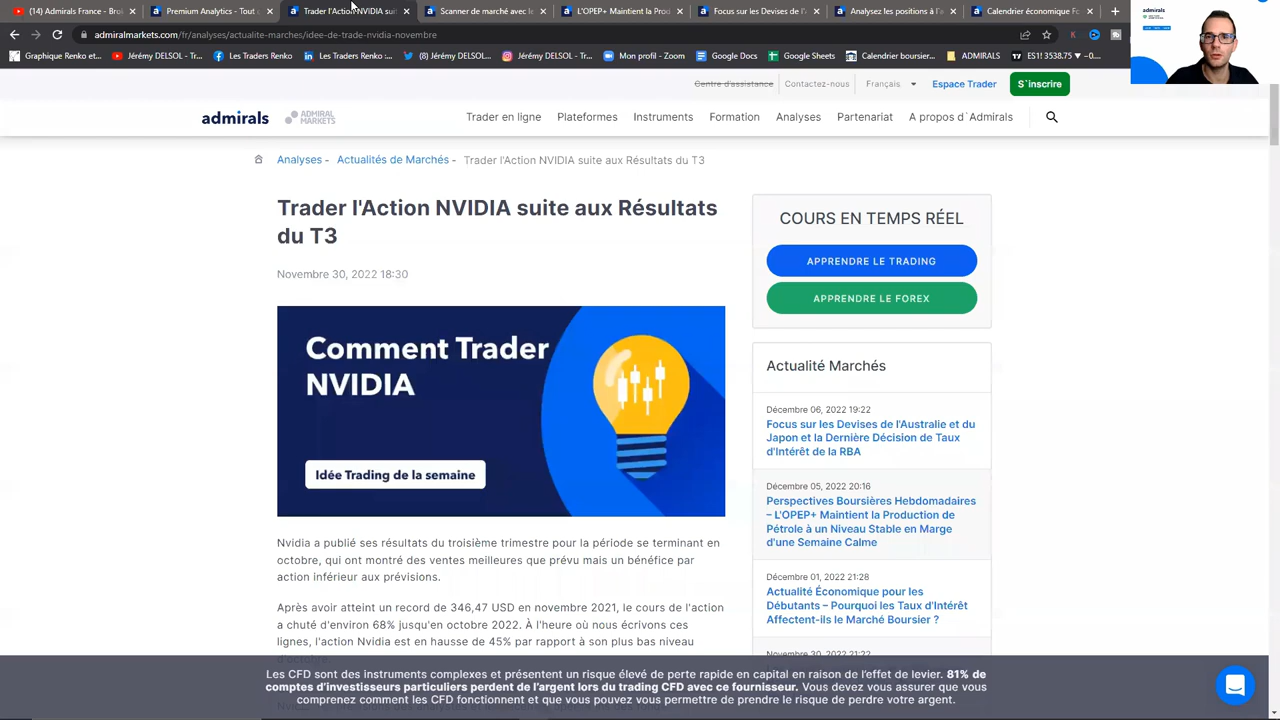 Premium Analytics - Tout
Trader l'Action NVIDIA sui
Scanner de marché avec le
L'OPEP+ Maintient la Prod
Focus sur les Devises de l'
Analysez les positions à l'a
Calendrier économique Fo
admiralmarkets.com/fr/analyses/actualite-marches/idee-de-trade-nvidia-novembre
Graphique Renko et...
Jérémy DELSOL -...
Les Traders Renko...
Les Traders Renko :...
(8) Jérémy DELSOL...
Jérémy DELSOL (@j...
Mon profil - Zoom
Google Docs
Google Sheets
Calendrier boursier...
ADMIRALS
ES1! 3538.75 ▼ −0....
admirals
Centre d'assistance
Contactez-nous
Français
Espace Trader
S`inscrire
admirals
ADMIRAL
MARKETS
Trader en ligne
Plateformes
Instruments
Formation
Analyses
Partenariat
A propos d`Admirals
Analyses -
Actualités de Marchés -
Trader l'Action NVIDIA suite aux Résultats du T3
Trader l'Action NVIDIA suite aux Résultats
du T3
Novembre 30, 2022 18:30
Comment Trader
NVIDIA
Idée Trading de la semaine
Nvidia a publié ses résultats du troisième trimestre pour la période se terminant en
octobre, qui ont montré des ventes meilleures que prévu mais un bénéfice par
action inférieur aux prévisions.
Après avoir atteint un record de 346,47 USD en novembre 2021, le cours de l'action
a chuté d'environ 68% jusqu'en octobre 2022. À l'heure où nous écrivons ces
lignes, l'action Nvidia est en hausse de 45% par rapport à son plus bas niveau
COURS EN TEMPS RÉEL
APPRENDRE LE TRADING
APPRENDRE LE FOREX
Actualité Marchés
Décembre 06, 2022 19:22
Focus sur les Devises de l'Australie et du
Japon et la Dernière Décision de Taux
d'Intérêt de la RBA
Décembre 05, 2022 20:16
Perspectives Boursières Hebdomadaires
– L'OPEP+ Maintient la Production de
Pétrole à un Niveau Stable en Marge
d'une Semaine Calme
Décembre 01, 2022 21:28
Actualité Économique pour les
Débutants – Pourquoi les Taux d'Intérêt
Affectent-ils le Marché Boursier ?
Novembre 30, 2022 21:22
Les CFD sont des instruments complexes et présentent un risque élevé de perte rapide en capital en raison de l'effet de levier. 81% de
comptes d'investisseurs particuliers perdent de l'argent lors du trading CFD avec ce fournisseur. Vous devez vous assurer que vous
comprenez comment les CFD fonctionnent et que vous pouvez vous permettre de prendre le risque de perdre votre argent.